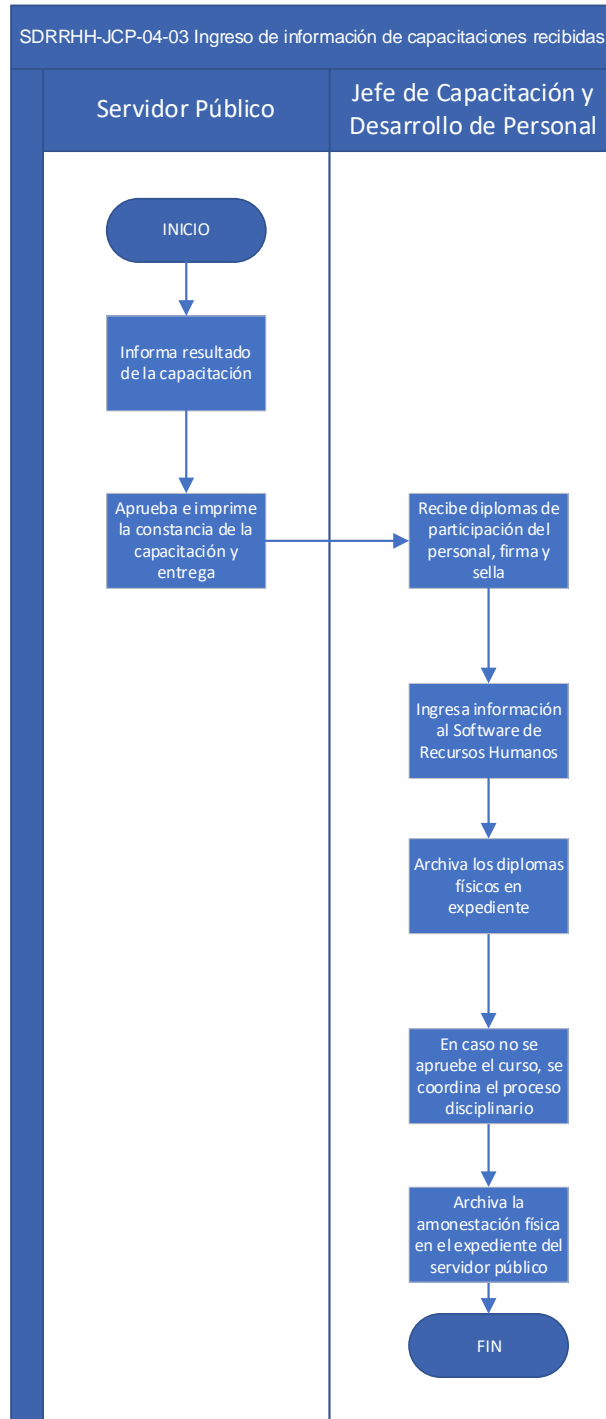 SDRRHH-JCP-04-03 Ingreso de información de capacitaciones recibidas
Servidor Público
Jefe de Capacitación y
Desarrollo de Personal
INICIO
Informa resultado
de la capacitación
Aprueba e imprime
la constancia de la
capacitación y
entrega
Recibe diplomas de
participación del
personal, firma y
sella
Ingresa información
al Software de
Recursos Humanos
Archiva los diplomas
físicos en
expediente
En caso no se
apruebe el curso, se
coordina el proceso
disciplinario
Archiva la
amonestación física
en el expediente del
servidor público
FIN